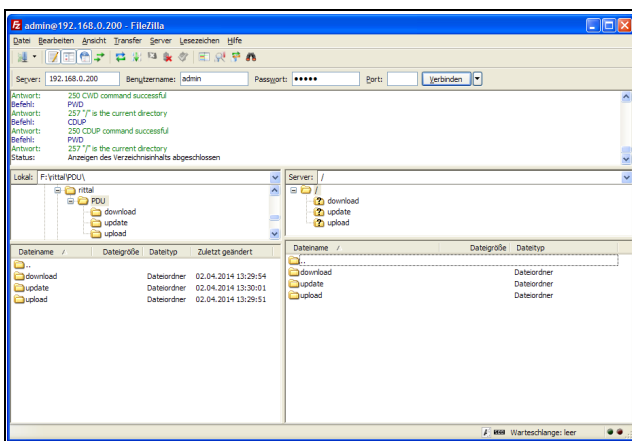 admin@192.168.0.200 - FileZilla
Datei Bearbeiten Ansicht Transfer Server Lesezeichen Hilfe
Server: 192.168.0.200 Benutzername: admin Passwort: ●●●●● Port: Verbinden
Antwort: 250 CWD command successful
Befehl: PWD
Antwort: 257 "/" is the current directory
Befehl: CDUP
Antwort: 250 CDUP command successful
Befehl: PWD
Antwort: 257 "/" is the current directory
Status: Anzeigen des Verzeichnisinhalts abgeschlossen
Lokal: F:\rittal\PDU\
rittal
PDU
download
update
upload
Server: /
/
download
update
upload
Dateiname / Dateigröße Dateityp Zuletzt geändert
..
download Dateiordner 02.04.2014 13:29:54
update Dateiordner 02.04.2014 13:30:01
upload Dateiordner 02.04.2014 13:29:51
Dateiname / Dateigröße Dateityp
..
download Dateiordner
update Dateiordner
upload Dateiordner
Warteschlange: leer